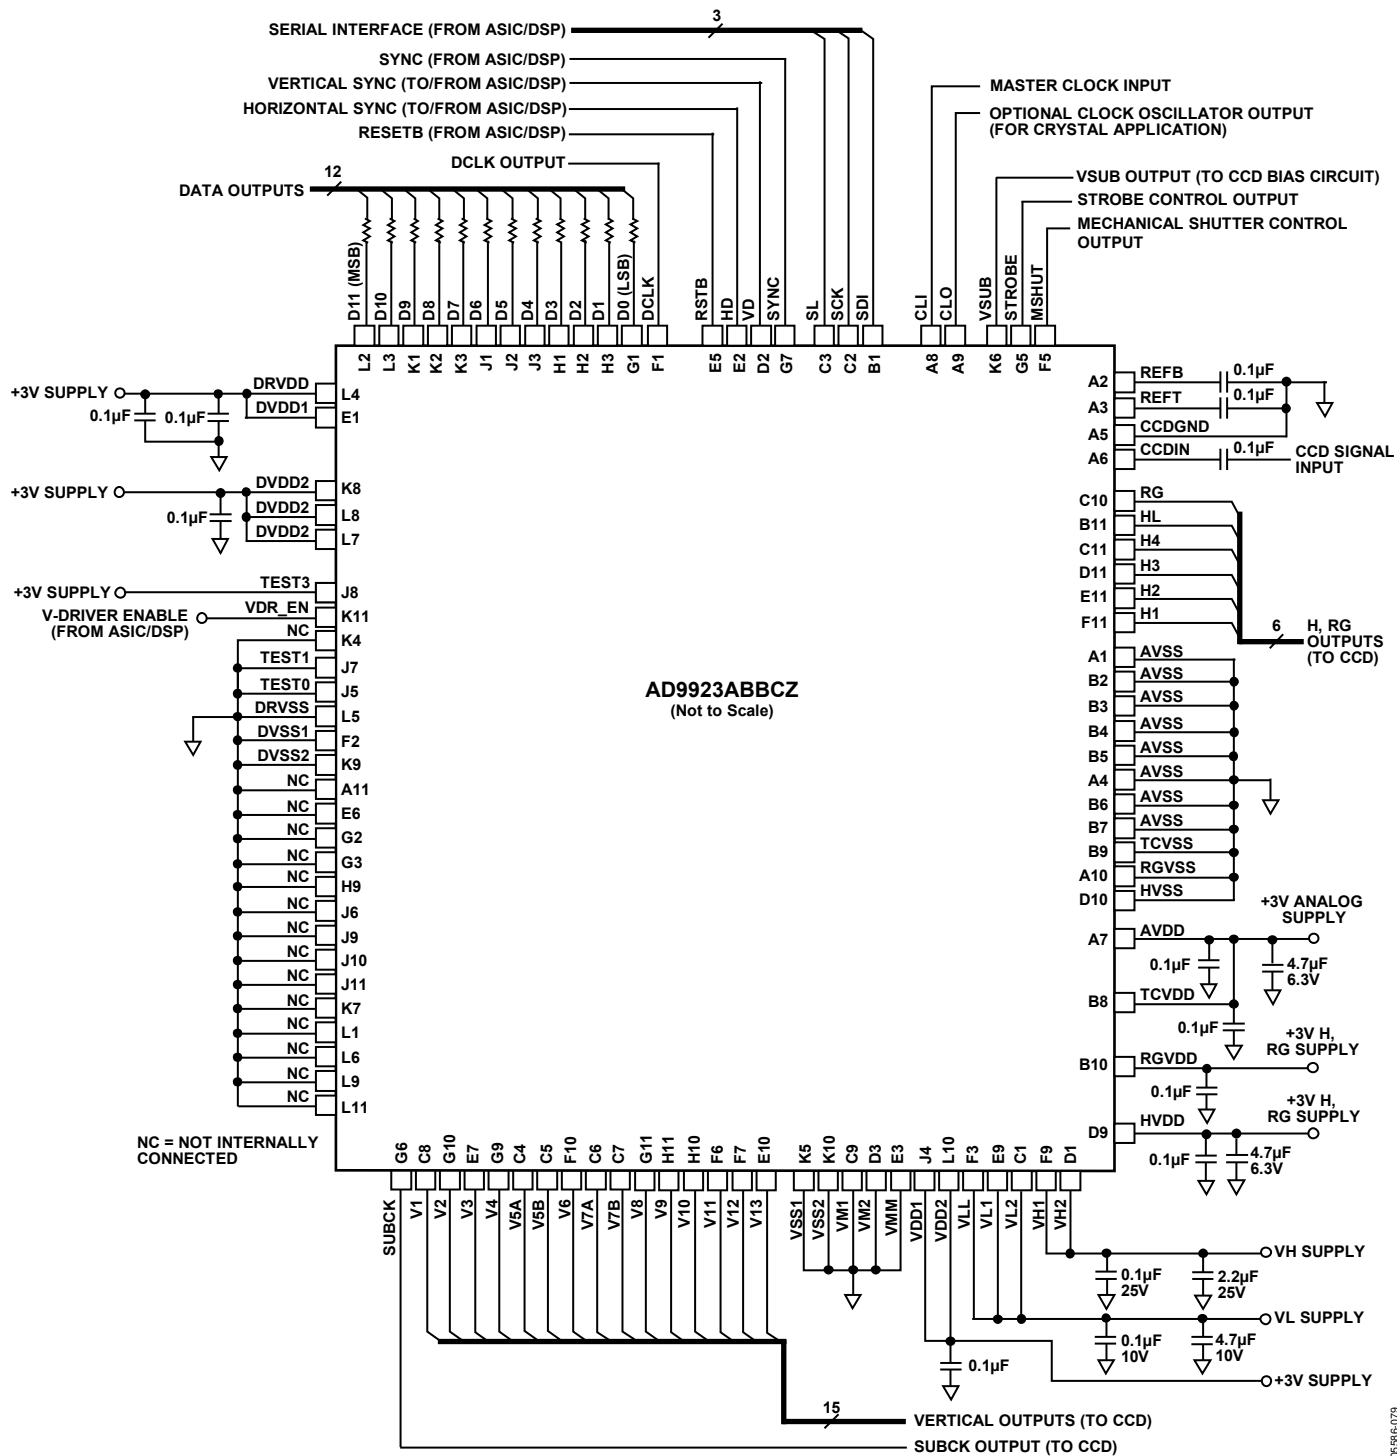 3
SERIAL INTERFACE (FROM ASIC/DSP)
SYNC (FROM ASIC/DSP)
VERTICAL SYNC (TO/FROM ASIC/DSP)
HORIZONTAL SYNC (TO/FROM ASIC/DSP)
RESETB (FROM ASIC/DSP)
DCLK OUTPUT
12
DATA OUTPUTS
MASTER CLOCK INPUT
OPTIONAL CLOCK OSCILLATOR OUTPUT
(FOR CRYSTAL APPLICATION)
VSUB OUTPUT (TO CCD BIAS CIRCUIT)
STROBE CONTROL OUTPUT
MECHANICAL SHUTTER CONTROL
OUTPUT
D11 (MSB)
D10
D9
D8
D7
D6
D5
D4
D3
D2
D1
D0 (LSB)
DCLK
RSTB
HD
VD
SYNC
SL
SCK
SDI
CLI
CLO
VSUB
STROBE
MSHUT
L2
L3
K1
K2
K3
J1
J2
J3
H1
H2
H3
G1
F1
E5
E2
D2
G7
C3
C2
B1
A8
A9
K6
G5
F5
+3V SUPPLY
DRVDD
L4
0.1µF
0.1µF
DVDD1
E1
+3V SUPPLY
DVDD2
K8
0.1µF
DVDD2
L8
DVDD2
L7
+3V SUPPLY
TEST3
J8
V-DRIVER ENABLE
(FROM ASIC/DSP)
VDR_EN
K11
NC
K4
TEST1
J7
TEST0
J5
DRVSS
L5
DVSS1
F2
DVSS2
K9
NC
A11
NC
E6
NC
G2
NC
G3
NC
H9
NC
J6
NC
J9
NC
J10
NC
J11
NC
K7
NC
L1
NC
L6
NC
L9
NC
L11
NC = NOT INTERNALLY
CONNECTED
AD9923ABBCZ
(Not to Scale)
A2
REFB
0.1µF
A3
REFT
0.1µF
A5
CCDGND
A6
CCDIN
0.1µF
CCD SIGNAL
INPUT
C10
RG
B11
HL
C11
H4
D11
H3
E11
H2
F11
H1
6
H, RG
OUTPUTS
(TO CCD)
A1
AVSS
B2
AVSS
B3
AVSS
B4
AVSS
B5
AVSS
A4
AVSS
B6
AVSS
B7
AVSS
B9
TCVSS
A10
RGVSS
D10
HVSS
+3V ANALOG
SUPPLY
A7
AVDD
0.1µF
4.7µF
6.3V
B8
TCVDD
0.1µF
+3V H,
RG SUPPLY
B10
RGVDD
0.1µF
+3V H,
RG SUPPLY
D9
HVDD
0.1µF
4.7µF
6.3V
G6
C8
G10
E7
G9
C4
C5
F10
C6
C7
G11
H11
H10
F6
F7
E10
K5
K10
C9
D3
E3
J4
L10
F3
E9
C1
F9
D1
SUBCK
V1
V2
V3
V4
V5A
V5B
V6
V7A
V7B
V8
V9
V10
V11
V12
V13
VSS1
VSS2
VM1
VM2
VMM
VDD1
VDD2
VLL
VL1
VL2
VH1
VH2
VH SUPPLY
0.1µF
25V
2.2µF
25V
VL SUPPLY
0.1µF
10V
4.7µF
10V
0.1µF
+3V SUPPLY
15
VERTICAL OUTPUTS (TO CCD)
SUBCK OUTPUT (TO CCD)
06586-079